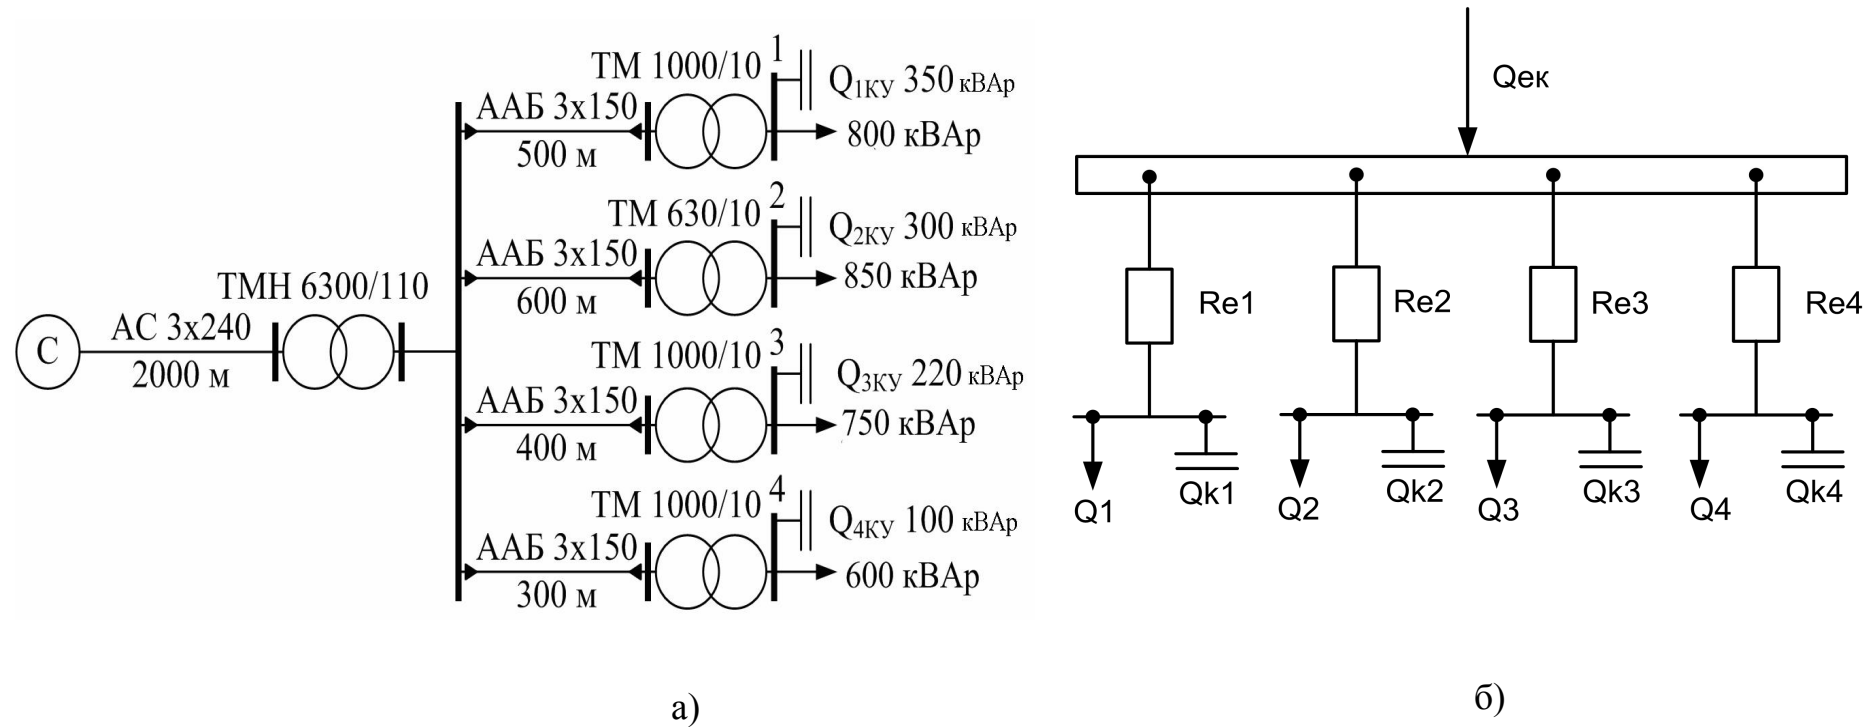 ТМ 1000/10
1
Q1КУ 350 кВАр
ААБ 3х150
500 м
800 кВАр
ТМ 630/10
2
Q2КУ 300 кВАр
ААБ 3х150
600 м
850 кВАр
ТМН 6300/110
С
АС 3х240
2000 м
ТМ 1000/10
3
Q3КУ 220 кВАр
ААБ 3х150
400 м
750 кВАр
ТМ 1000/10
4
Q4КУ 100 кВАр
ААБ 3х150
300 м
600 кВАр
а)
Qек
Re1
Re2
Re3
Re4
Q1
Qk1
Q2
Qk2
Q3
Qk3
Q4
Qk4
б)